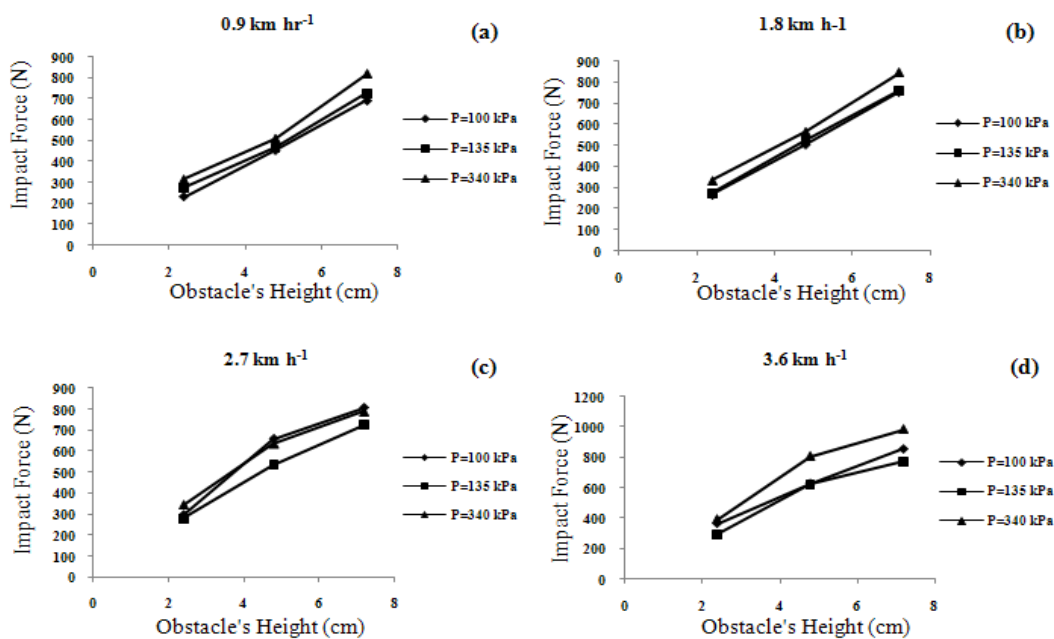 0.9 km hr-1
(a)
Impact Force (N)
900
800
700
600
500
400
300
200
100
0
0 2 4 6 8
Obstacle's Height (cm)
P=100 kPa
P=135 kPa
P=340 kPa
1.8 km h-1
(b)
Impact Force (N)
900
800
700
600
500
400
300
200
100
0
0 2 4 6 8
Obstacle's Height (cm)
P=100 kPa
P=135 kPa
P=340 kPa
2.7 km h-1
(c)
Impact Force (N)
900
800
700
600
500
400
300
200
100
0
0 2 4 6 8
Obstacle's Height (cm)
P=100 kPa
P=135 kPa
P=340 kPa
3.6 km h-1
(d)
Impact Force (N)
1200
1000
800
600
400
200
0
0 2 4 6 8
Obstacle's Height (cm)
P=100 kPa
P=135 kPa
P=340 kPa